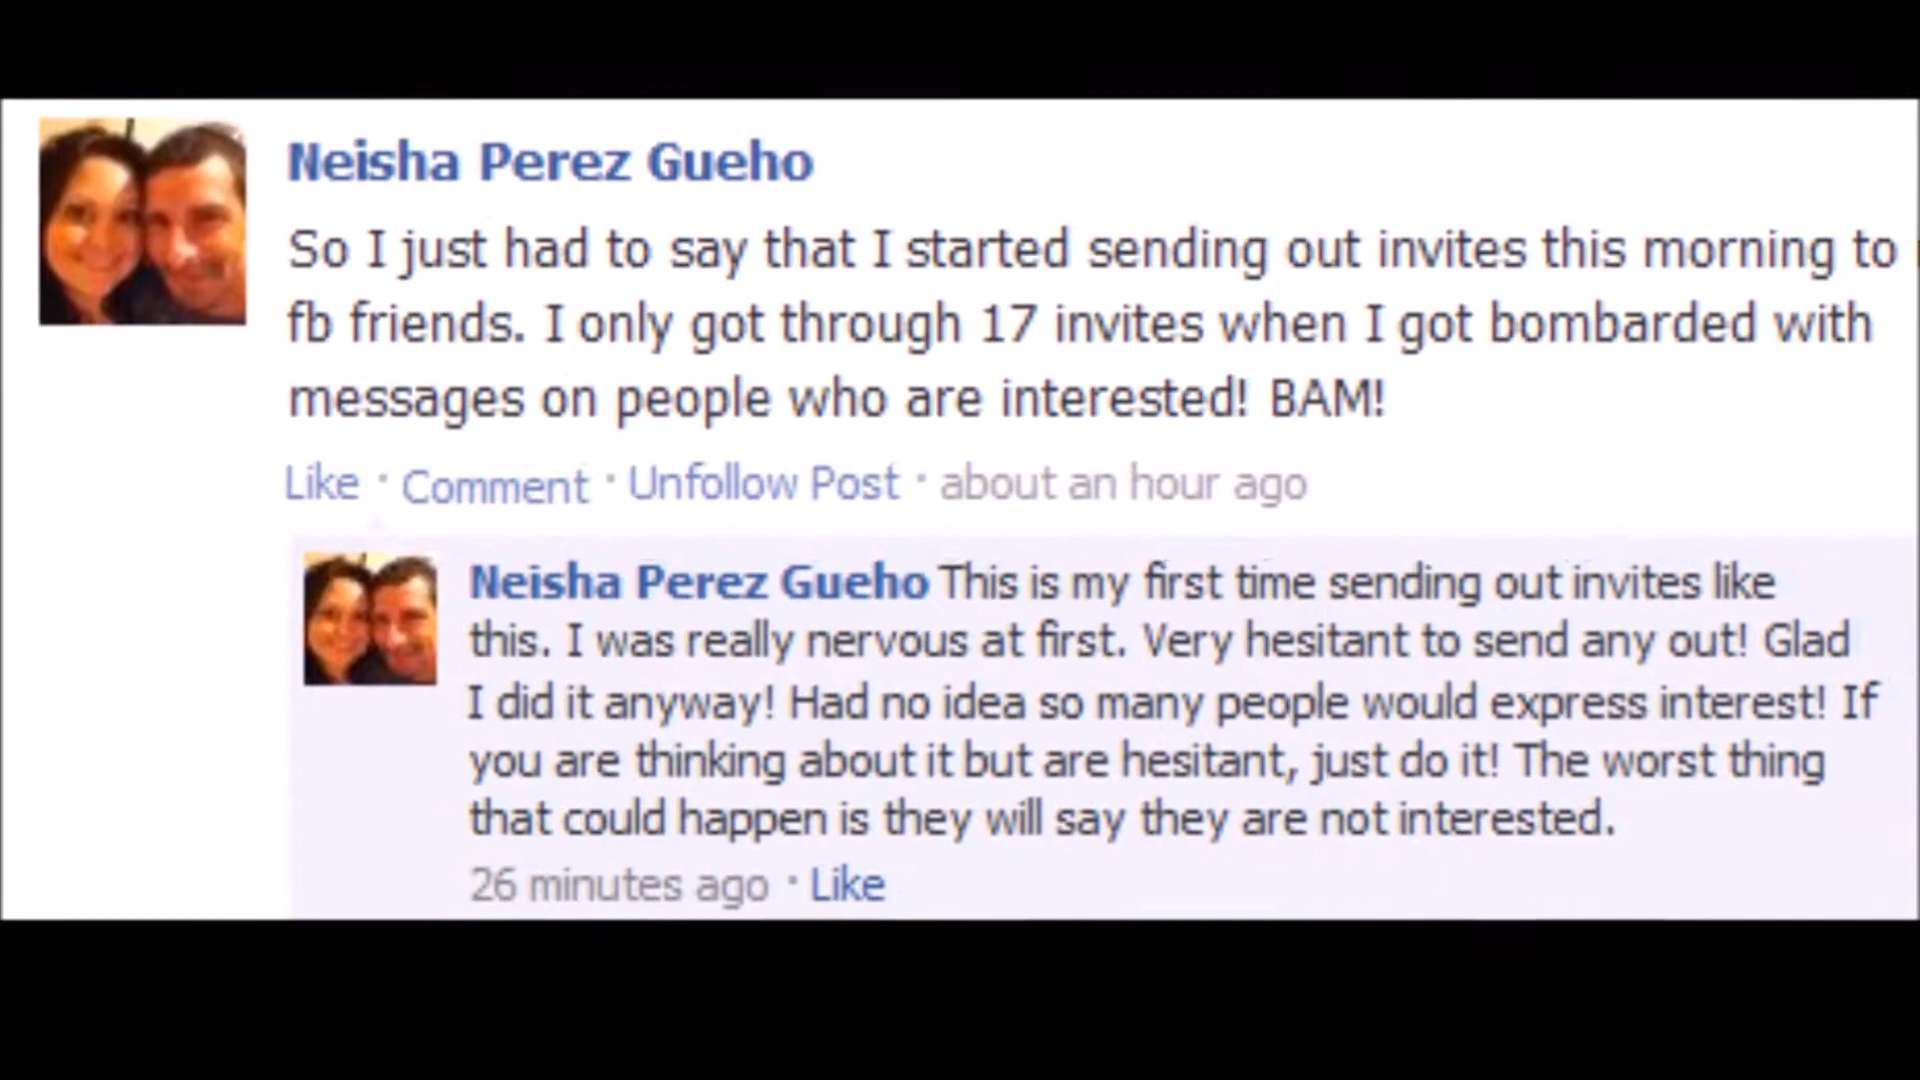 Neisha Perez Gueho
So I just had to say that I started sending out invites this morning to
fb friends. I only got through 17 invites when I got bombarded with
messages on people who are interested! BAM!
Like · Comment · Unfollow Post · about an hour ago
Neisha Perez Gueho This is my first time sending out invites like
this. I was really nervous at first. Very hesitant to send any out! Glad
I did it anyway! Had no idea so many people would express interest! If
you are thinking about it but are hesitant, just do it! The worst thing
that could happen is they will say they are not interested.
26 minutes ago · Like